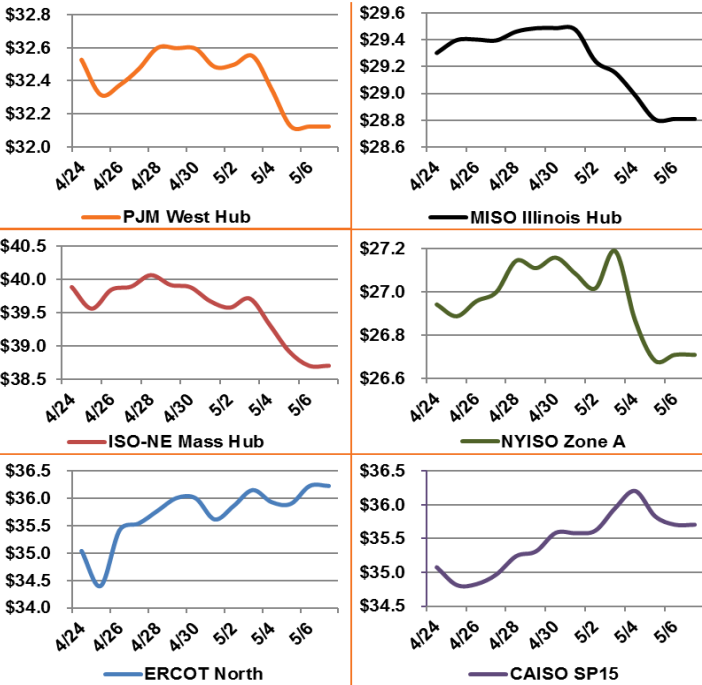 $32.8
$32.6
$32.4
$32.2
$32.0
4/24 4/26 4/28 4/30 5/2 5/4 5/6
PJM West Hub
$29.6
$29.4
$29.2
$29.0
$28.8
$28.6
4/24 4/26 4/28 4/30 5/2 5/4 5/6
MISO Illinois Hub
$40.5
$40.0
$39.5
$39.0
$38.5
4/24 4/26 4/28 4/30 5/2 5/4 5/6
ISO-NE Mass Hub
$27.2
$27.0
$26.8
$26.6
4/24 4/26 4/28 4/30 5/2 5/4 5/6
NYISO Zone A
$36.5
$36.0
$35.5
$35.0
$34.5
$34.0
4/24 4/26 4/28 4/30 5/2 5/4 5/6
ERCOT North
$36.5
$36.0
$35.5
$35.0
$34.5
4/24 4/26 4/28 4/30 5/2 5/4 5/6
CAISO SP15